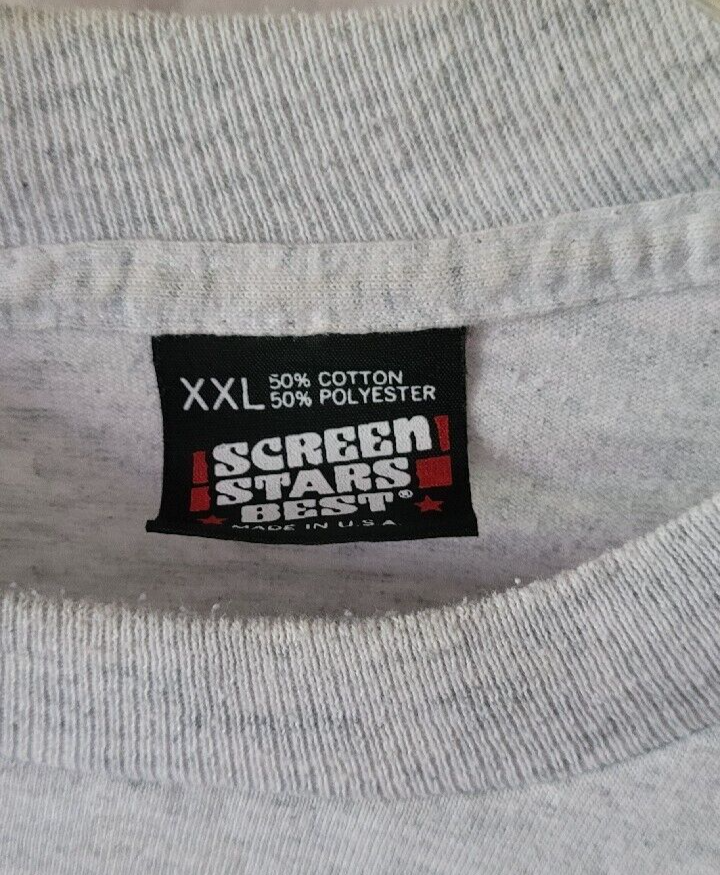 XXL 50% COTTON
50% POLYESTER
SCREEN
STARS
BEST®
MADE IN U.S.A.